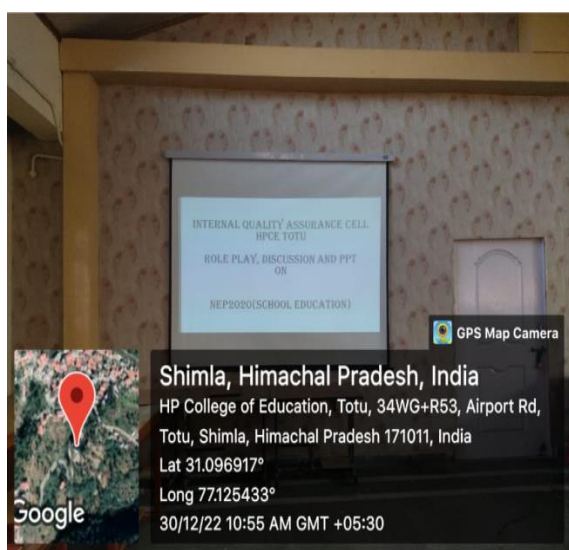 INTERNAL QUALITY ASSURANCE CELL
HPCE TOTU
ROLE PLAY, DISCUSSION AND PPT
ON
NEP2020(SCHOOL EDUCATION)
GPS Map Camera
Shimla, Himachal Pradesh, India
HP College of Education, Totu, 34WG+R53, Airport Rd,
Totu, Shimla, Himachal Pradesh 171011, India
Lat 31.096917°
Long 77.125433°
30/12/22 10:55 AM GMT +05:30
Google